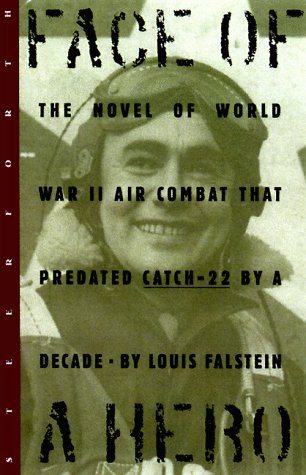 FACE OF
THE NOVEL OF WORLD
WAR II AIR COMBAT THAT
PREDATED CATCH-22 BY A
DECADE · BY LOUIS FALSTEIN
A HERO
STEERFORTH